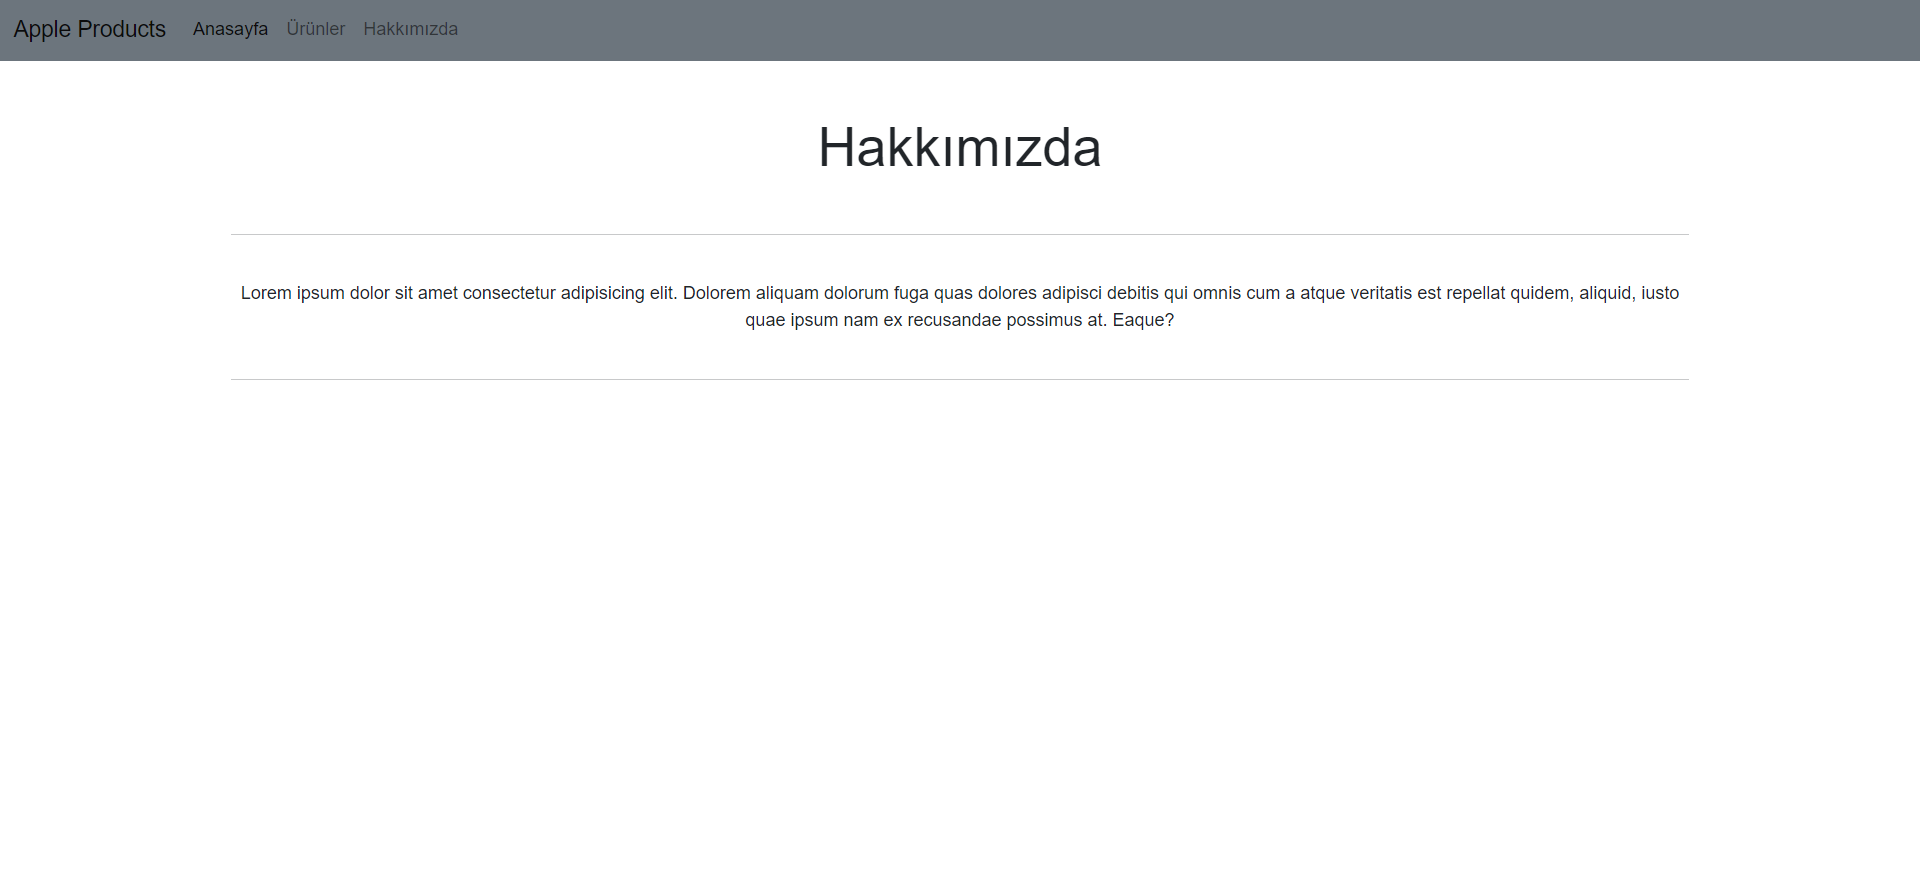 Apple Products Anasayfa Ürünler Hakkımızda
Hakkımızda
Lorem ipsum dolor sit amet consectetur adipisicing elit. Dolorem aliquam dolorum fuga quas dolores adipisci debitis qui omnis cum a atque veritatis est repellat quidem, aliquid, iusto
quae ipsum nam ex recusandae possimus at. Eaque?